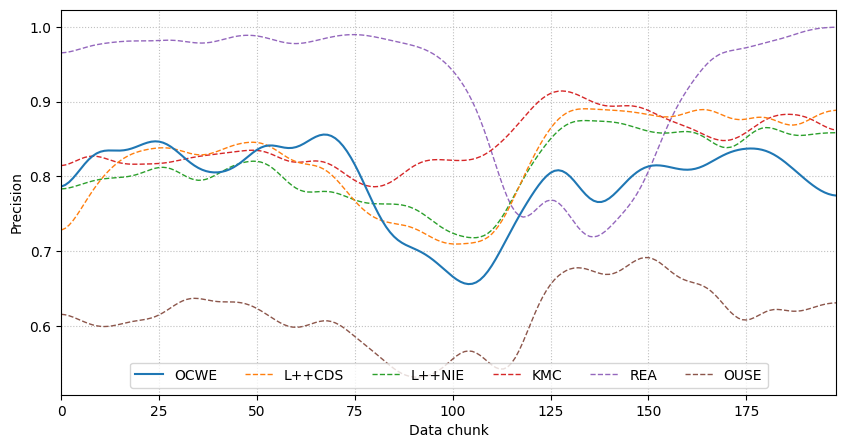 1.0
0.9
0.8
0.7
0.6
Precision
OCWE L++CDS L++NIE KMC REA OUSE
0 25 50 75 100 125 150 175
Data chunk